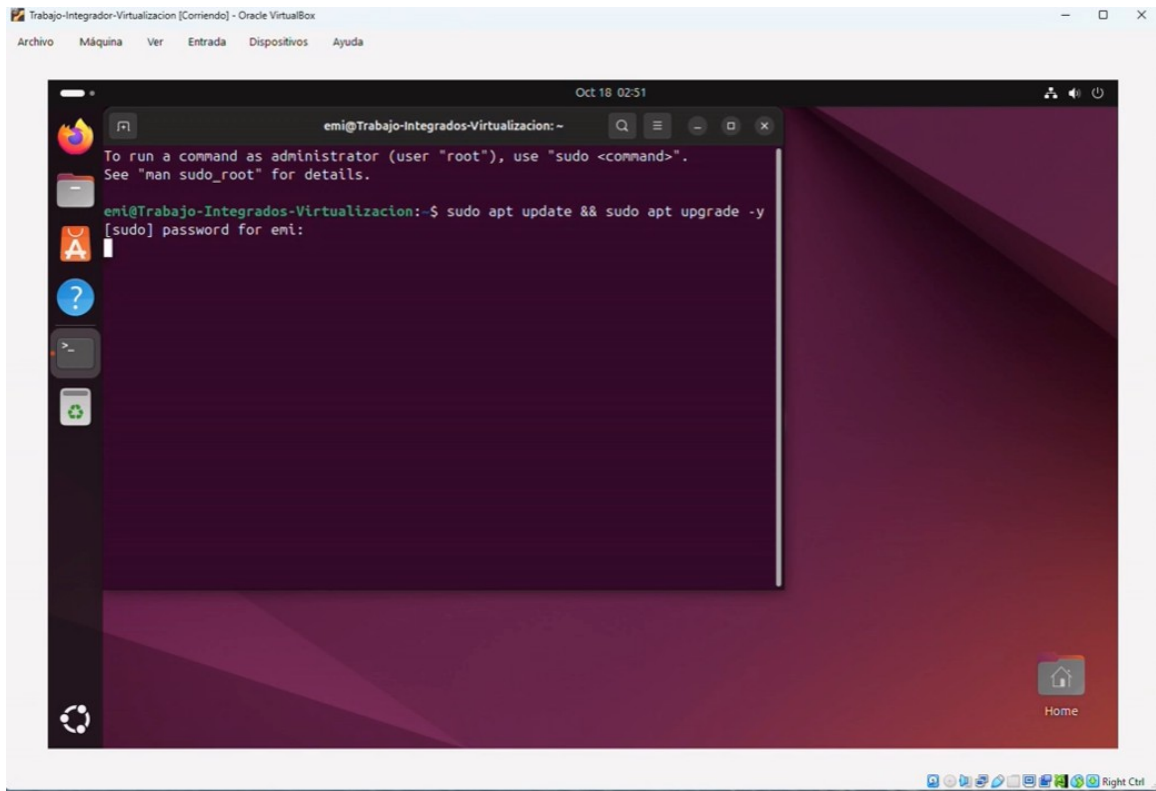 Trabajo-Integrador-Virtualizacion [Corriendo] - Oracle VirtualBox
Archivo Máquina Ver Entrada Dispositivos Ayuda
Oct 18 02:51
emi@Trabajo-Integrados-Virtualizacion: ~
To run a command as administrator (user "root"), use "sudo <command>".
See "man sudo_root" for details.
emi@Trabajo-Integrados-Virtualizacion:~$ sudo apt update && sudo apt upgrade -y
[sudo] password for emi:
Home
Right Ctrl